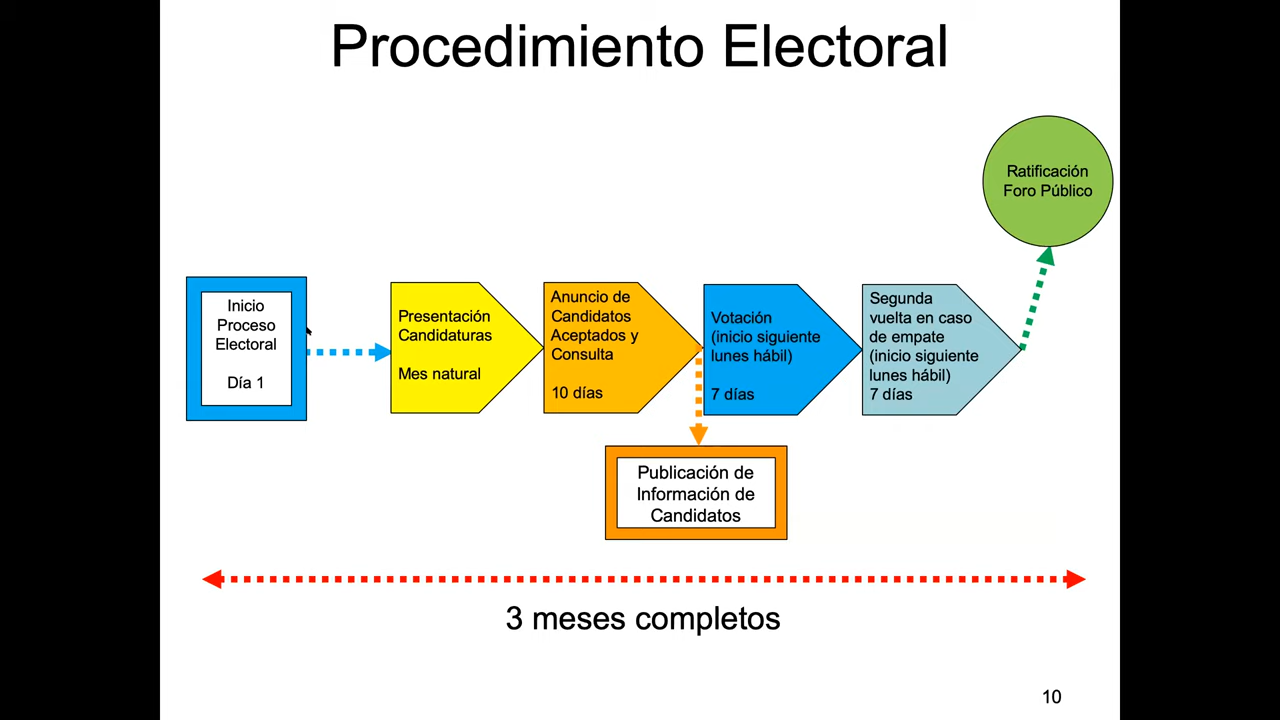 Procedimiento Electoral
Ratificación
Foro Público
Inicio
Proceso
Electoral
Día 1
Presentación
Candidaturas
Mes natural
Anuncio de
Candidatos
Aceptados y
Consulta
10 días
Votación
(inicio siguiente
lunes hábil)
7 días
Segunda
vuelta en caso
de empate
(inicio siguiente
lunes hábil)
7 días
Publicación de
Información de
Candidatos
3 meses completos
10